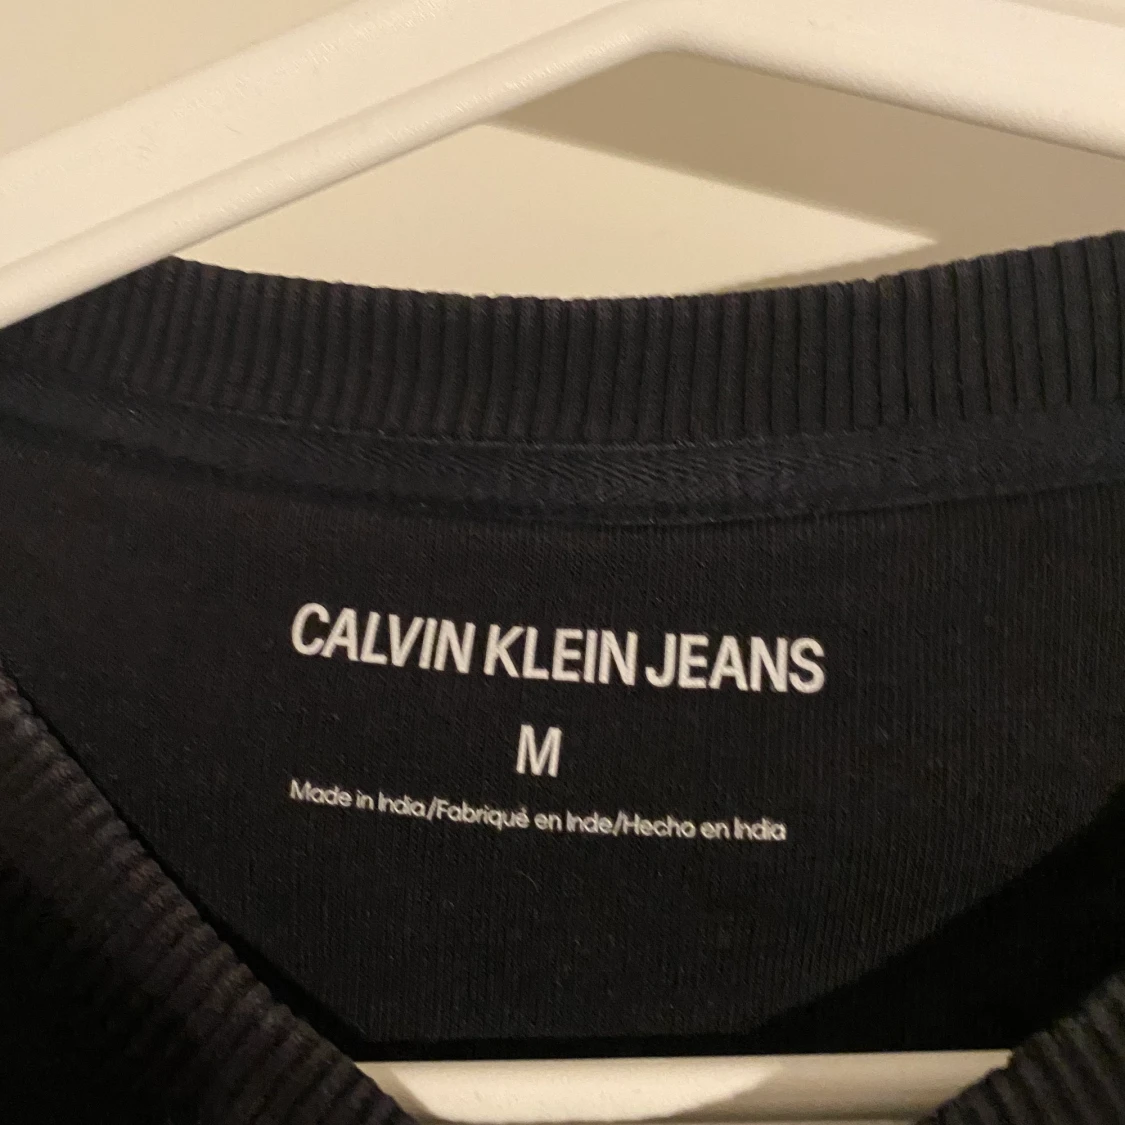 CALVIN KLEIN JEANS
M
Made in India/Fabriqué en Inde/Hecho en India